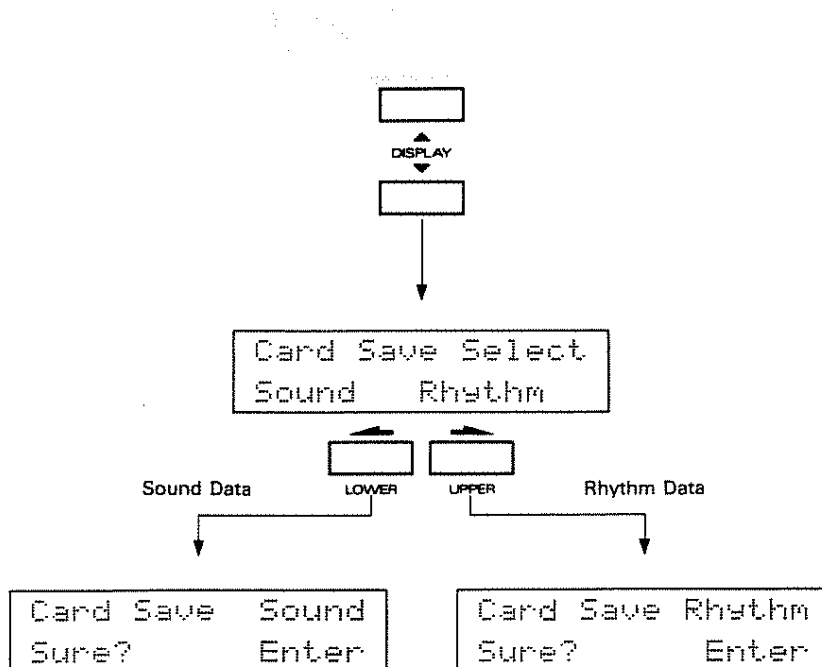 DISPLAY
Card Save Select
Sound Rhythm
Sound Data
LOWER
UPPER
Rhythm Data
Card Save Sound
Sure? Enter
Card Save Rhythm
Sure? Enter